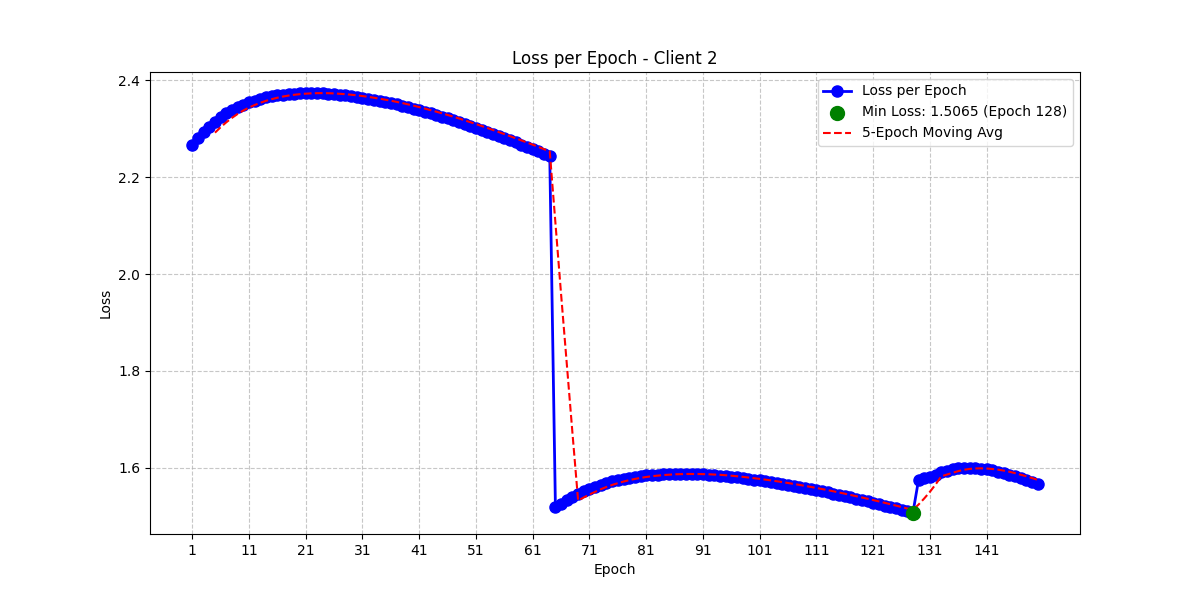 Loss per Epoch - Client 2
Loss per Epoch
Min Loss: 1.5065 (Epoch 128)
5-Epoch Moving Avg
2.4
2.2
2.0
1.8
1.6
Loss
1 11 21 31 41 51 61 71 81 91 101 111 121 131 141
Epoch